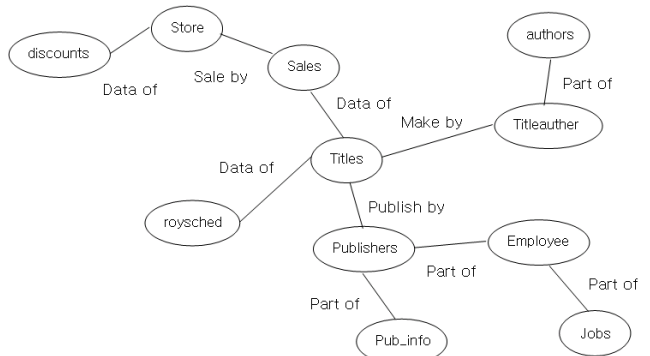 Store
authors
discounts
Sales
Sale by
Data of
Part of
Data of
Make by
Titleauther
Titles
Data of
Publish by
roysched
Publishers
Employee
Part of
Part of
Part of
Pub_info
Jobs